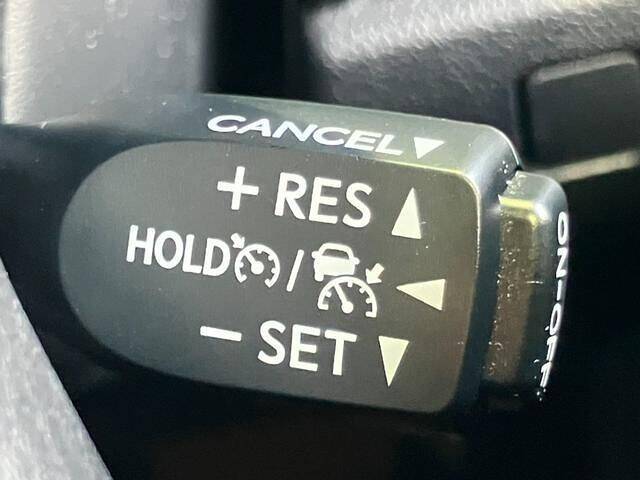 CANCEL
+ RES
HOLD /
- SET
ON-OFF